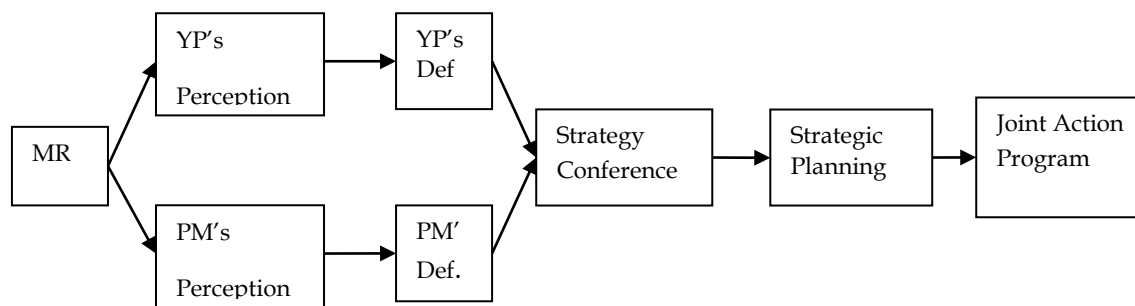 YP’s
Perception
YP’s
Def
MR
Strategy
Conference
Strategic
Planning
Joint Action
Program
PM’s
Perception
PM’
Def.